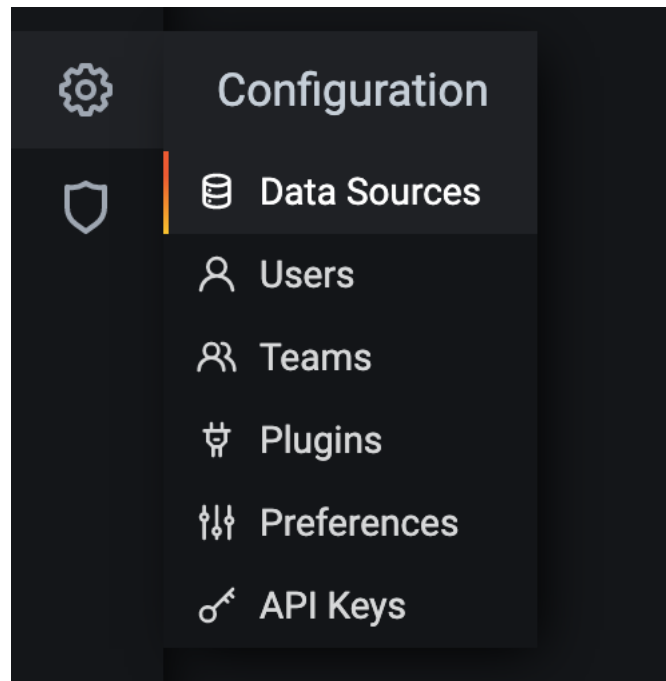 Configuration
Data Sources
Users
Teams
Plugins
Preferences
API Keys